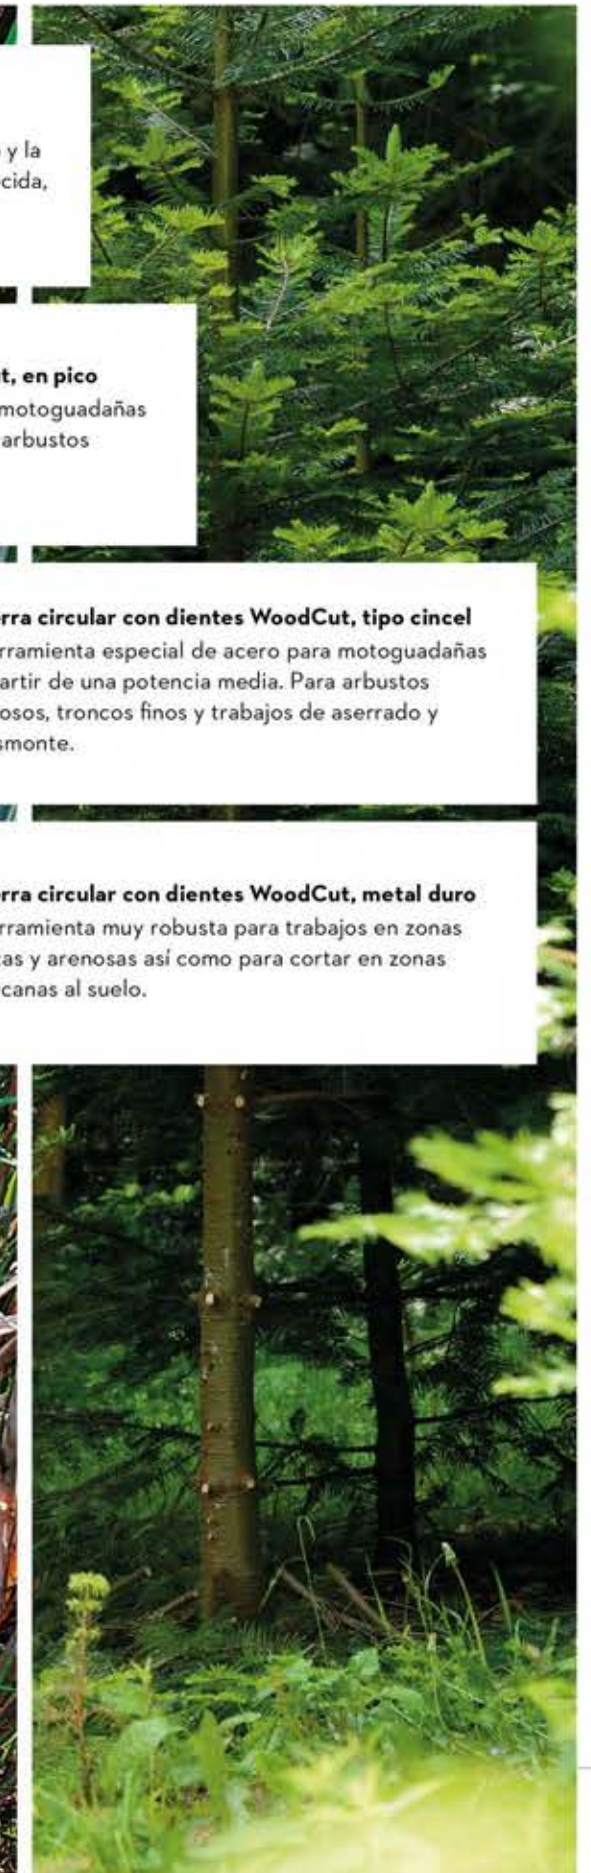 y la
cida,
t, en pico
motoguadañas
arbustos
rra circular con dientes WoodCut, tipo cincel
rramienta especial de acero para motoguadañas
artir de una potencia media. Para arbustos
osos, troncos finos y trabajos de aserrado y
smonte.
rra circular con dientes WoodCut, metal duro
rramienta muy robusta para trabajos en zonas
as y arenosas así como para cortar en zonas
canas al suelo.